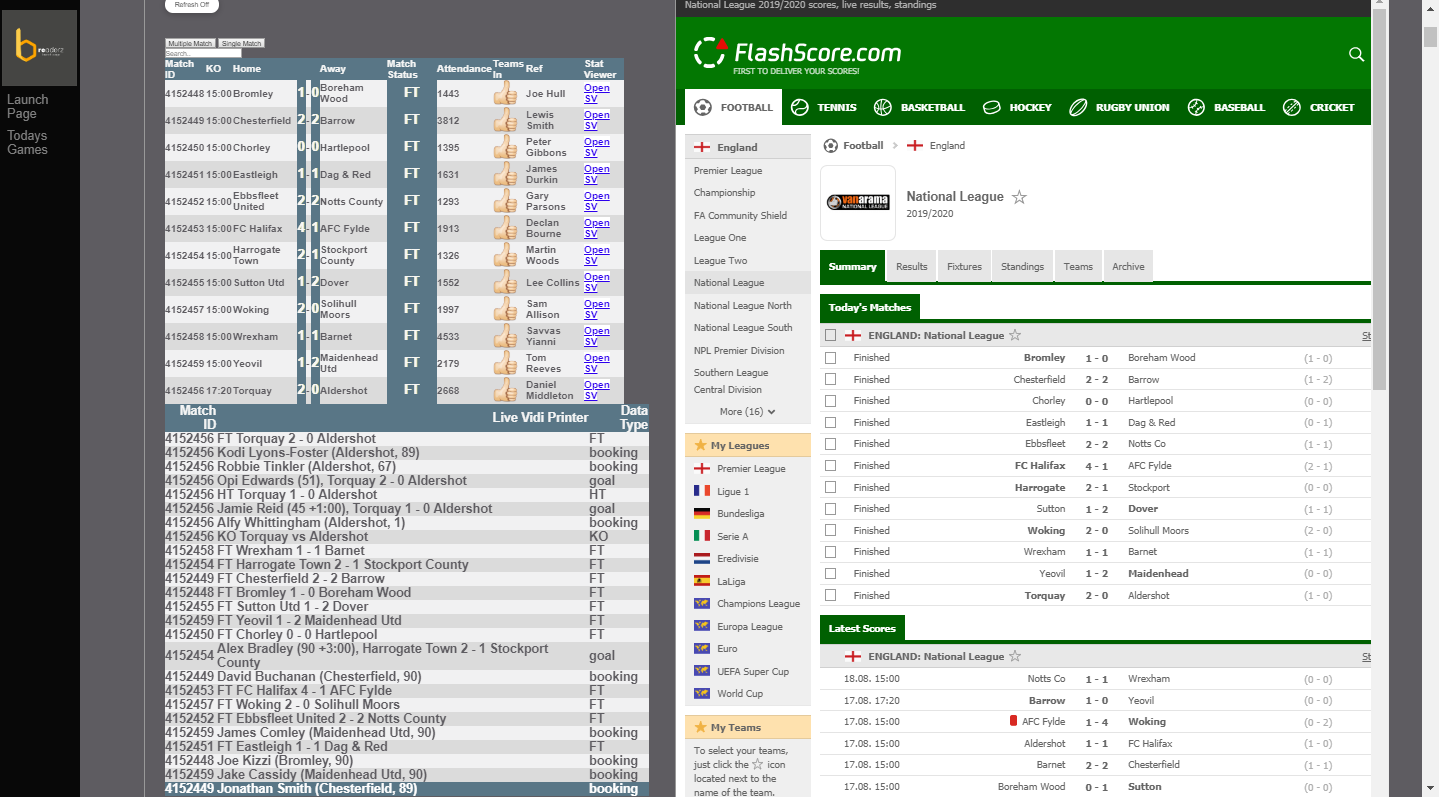 b readerz
Launch
Page
Todays
Games
Refresh Off
Multiple Match Single Match
Search..
Match ID KO Home Away Match Status Attendance Teams In Ref Stat Viewer
4152448 15:00 Bromley 1 - 0 Boreham Wood FT 1443 Joe Hull Open SV
4152449 15:00 Chesterfield 2 - 2 Barrow FT 3812 Lewis Smith Open SV
4152450 15:00 Chorley 0 - 0 Hartlepool FT 1395 Peter Gibbons Open SV
4152451 15:00 Eastleigh 1 - 1 Dag & Red FT 1631 James Durkin Open SV
4152452 15:00 Ebbsfleet United 2 - 2 Notts County FT 1293 Gary Parsons Open SV
4152453 15:00 FC Halifax 4 - 1 AFC Fylde FT 1913 Declan Bourne Open SV
4152454 15:00 Harrogate Town 2 - 1 Stockport County FT 1326 Martin Woods Open SV
4152455 15:00 Sutton Utd 1 - 2 Dover FT 1552 Lee Collins Open SV
4152457 15:00 Woking 2 - 0 Solihull Moors FT 1997 Sam Allison Open SV
4152458 15:00 Wrexham 1 - 1 Barnet FT 4533 Savvas Yianni Open SV
4152459 15:00 Yeovil 1 - 2 Maidenhead Utd FT 2179 Tom Reeves Open SV
4152456 17:20 Torquay 2 - 0 Aldershot FT 2668 Daniel Middleton Open SV
Match ID Live Vidi Printer Data Type
4152456 FT Torquay 2 - 0 Aldershot FT
4152456 Kodi Lyons-Foster (Aldershot, 89) booking
4152456 Robbie Tinkler (Aldershot, 67) booking
4152456 Opi Edwards (51), Torquay 2 - 0 Aldershot goal
4152456 HT Torquay 1 - 0 Aldershot HT
4152456 Jamie Reid (45 +1:00), Torquay 1 - 0 Aldershot goal
4152456 Alfy Whittingham (Aldershot, 1) booking
4152456 KO Torquay vs Aldershot KO
4152458 FT Wrexham 1 - 1 Barnet FT
4152454 FT Harrogate Town 2 - 1 Stockport County FT
4152449 FT Chesterfield 2 - 2 Barrow FT
4152448 FT Bromley 1 - 0 Boreham Wood FT
4152455 FT Sutton Utd 1 - 2 Dover FT
4152459 FT Yeovil 1 - 2 Maidenhead Utd FT
4152450 FT Chorley 0 - 0 Hartlepool FT
4152454 Alex Bradley (90 +3:00), Harrogate Town 2 - 1 Stockport County goal
4152449 David Buchanan (Chesterfield, 90) booking
4152453 FT FC Halifax 4 - 1 AFC Fylde FT
4152457 FT Woking 2 - 0 Solihull Moors FT
4152452 FT Ebbsfleet United 2 - 2 Notts County FT
4152459 James Comley (Maidenhead Utd, 90) booking
4152451 FT Eastleigh 1 - 1 Dag & Red FT
4152448 Joe Kizzi (Bromley, 90) booking
4152459 Jake Cassidy (Maidenhead Utd, 90) booking
4152449 Jonathan Smith (Chesterfield, 89) booking
National League 2019/2020 scores, live results, standings
FlashScore.com
FIRST TO DELIVER YOUR SCORES!
FOOTBALL TENNIS BASKETBALL HOCKEY RUGBY UNION BASEBALL CRICKET
England
Premier League
Championship
FA Community Shield
League One
League Two
National League
National League North
National League South
NPL Premier Division
Southern League
Central Division
More (16)
My Leagues
Premier League
Ligue 1
Bundesliga
Serie A
Eredivisie
LaLiga
Champions League
Europa League
Euro
UEFA Super Cup
World Cup
My Teams
To select your teams,
just click the icon
located next to the
name of the team.
Football England
vanarama
NATIONAL LEAGUE
National League
2019/2020
Summary Results Fixtures Standings Teams Archive
Today's Matches
ENGLAND: National League St
Finished Bromley 1 - 0 Boreham Wood (1 - 0)
Finished Chesterfield 2 - 2 Barrow (1 - 2)
Finished Chorley 0 - 0 Hartlepool (0 - 0)
Finished Eastleigh 1 - 1 Dag & Red (0 - 1)
Finished Ebbsfleet 2 - 2 Notts Co (1 - 1)
Finished FC Halifax 4 - 1 AFC Fylde (2 - 1)
Finished Harrogate 2 - 1 Stockport (0 - 0)
Finished Sutton 1 - 2 Dover (1 - 1)
Finished Woking 2 - 0 Solihull Moors (2 - 0)
Finished Wrexham 1 - 1 Barnet (1 - 1)
Finished Yeovil 1 - 2 Maidenhead (0 - 0)
Finished Torquay 2 - 0 Aldershot (1 - 0)
Latest Scores
ENGLAND: National League St
18.08. 15:00 Notts Co 1 - 1 Wrexham (0 - 0)
17.08. 17:20 Barrow 1 - 0 Yeovil (0 - 0)
17.08. 15:00 AFC Fylde 1 - 4 Woking (0 - 2)
17.08. 15:00 Aldershot 1 - 1 FC Halifax (1 - 0)
17.08. 15:00 Barnet 2 - 2 Chesterfield (1 - 1)
17.08. 15:00 Boreham Wood 0 - 1 Sutton (0 - 0)